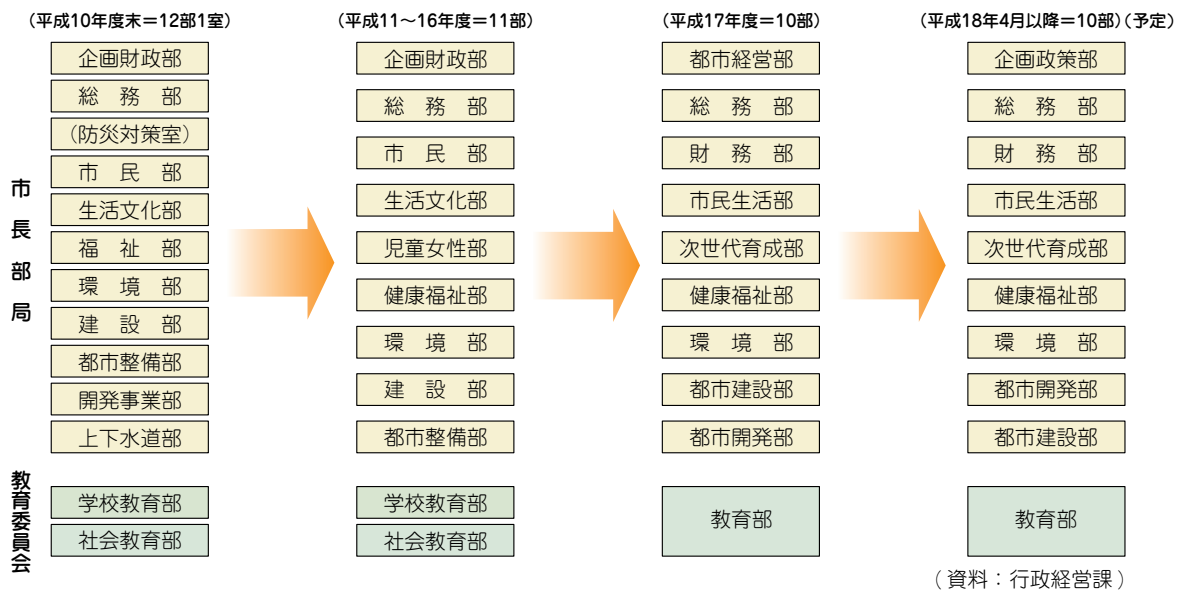 (平成10年度末＝12部1室)
企画財政部
総務部
(防災対策室)
市民部
生活文化部
福祉部
環境部
建設部
都市整備部
開発事業部
上下水道部
学校教育部
社会教育部
(平成11～16年度＝11部)
企画財政部
総務部
市民部
生活文化部
児童女性部
健康福祉部
環境部
建設部
都市整備部
学校教育部
社会教育部
(平成17年度＝10部)
都市経営部
総務部
財務部
市民生活部
次世代育成部
健康福祉部
環境部
都市建設部
都市開発部
教育部
(平成18年4月以降＝10部)(予定)
企画政策部
総務部
財務部
市民生活部
次世代育成部
健康福祉部
環境部
都市開発部
都市建設部
教育部
市長部局
教育委員会
(資料：行政経営課)